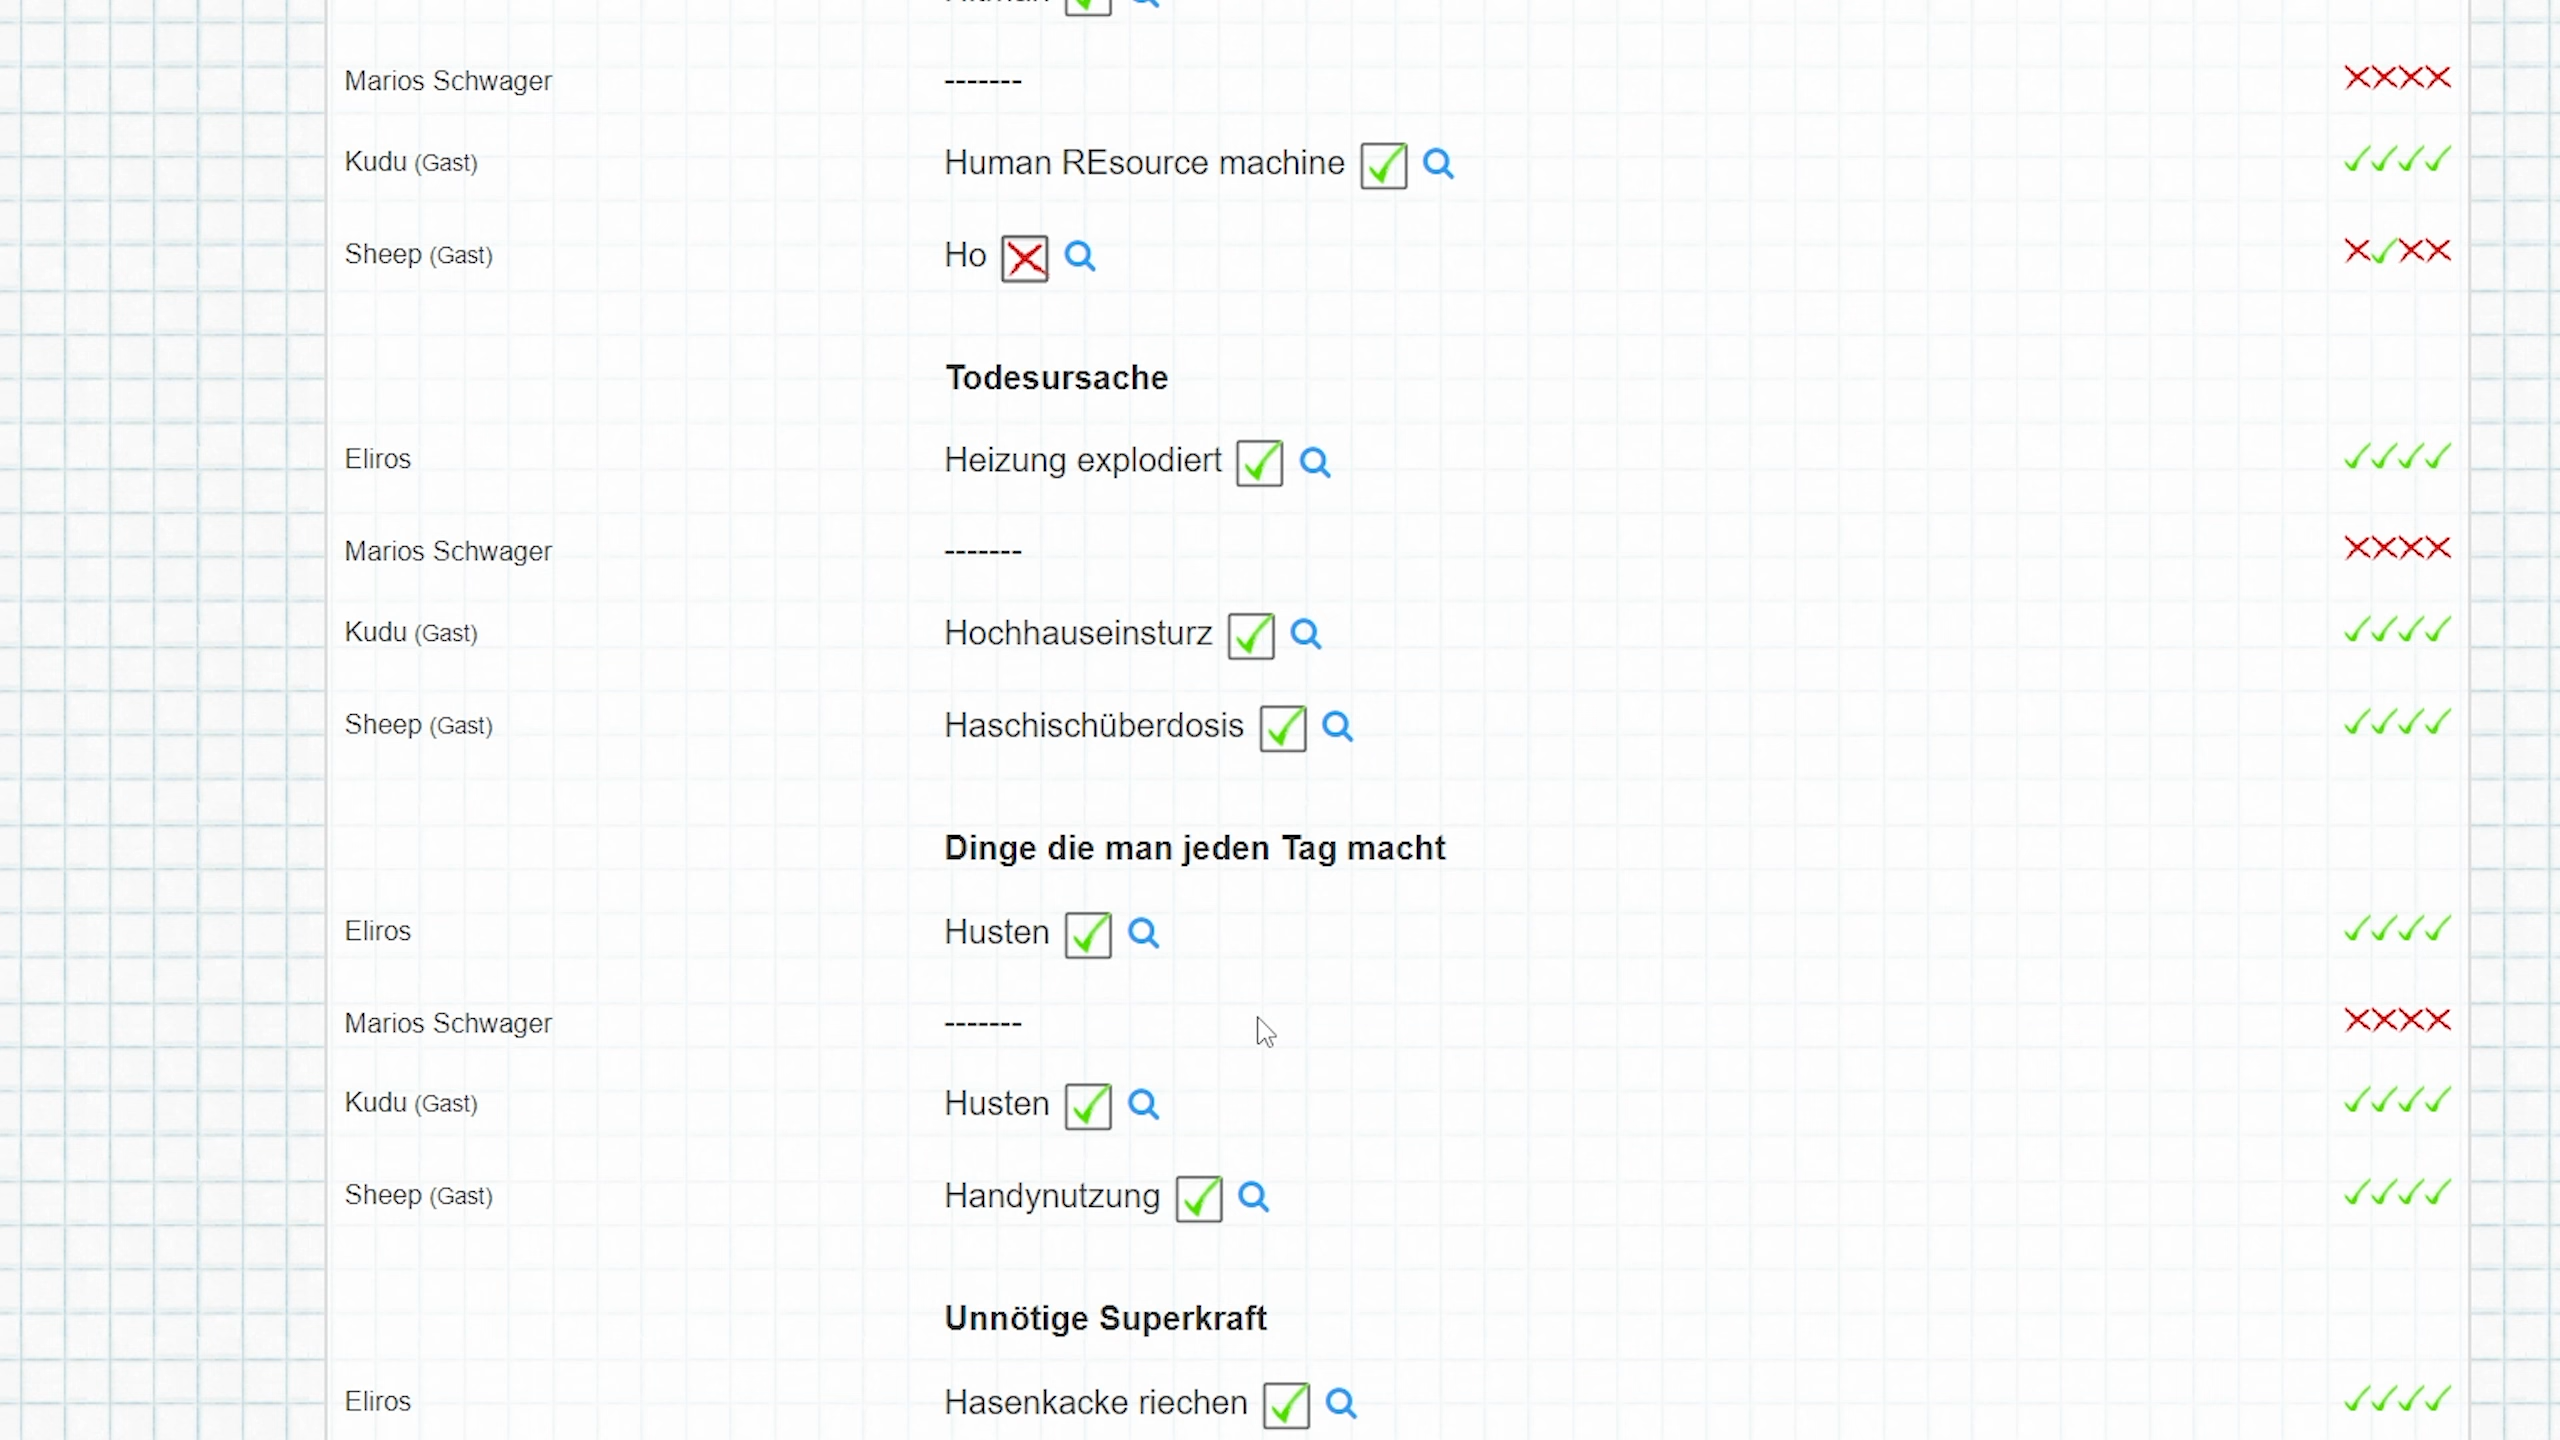 Marios Schwager -------
Kudu (Gast) Human REsource machine
Sheep (Gast) Ho
Todesursache
Eliros Heizung explodiert
Marios Schwager -------
Kudu (Gast) Hochhauseinsturz
Sheep (Gast) Haschischüberdosis
Dinge die man jeden Tag macht
Eliros Husten
Marios Schwager -------
Kudu (Gast) Husten
Sheep (Gast) Handynutzung
Unnötige Superkraft
Eliros Hasenkacke riechen